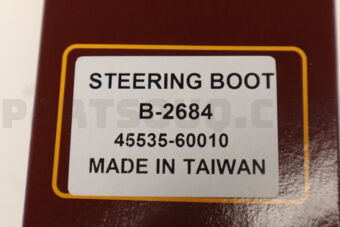 STEERING BOOT
B-2684
45535-60010
MADE IN TAIWAN